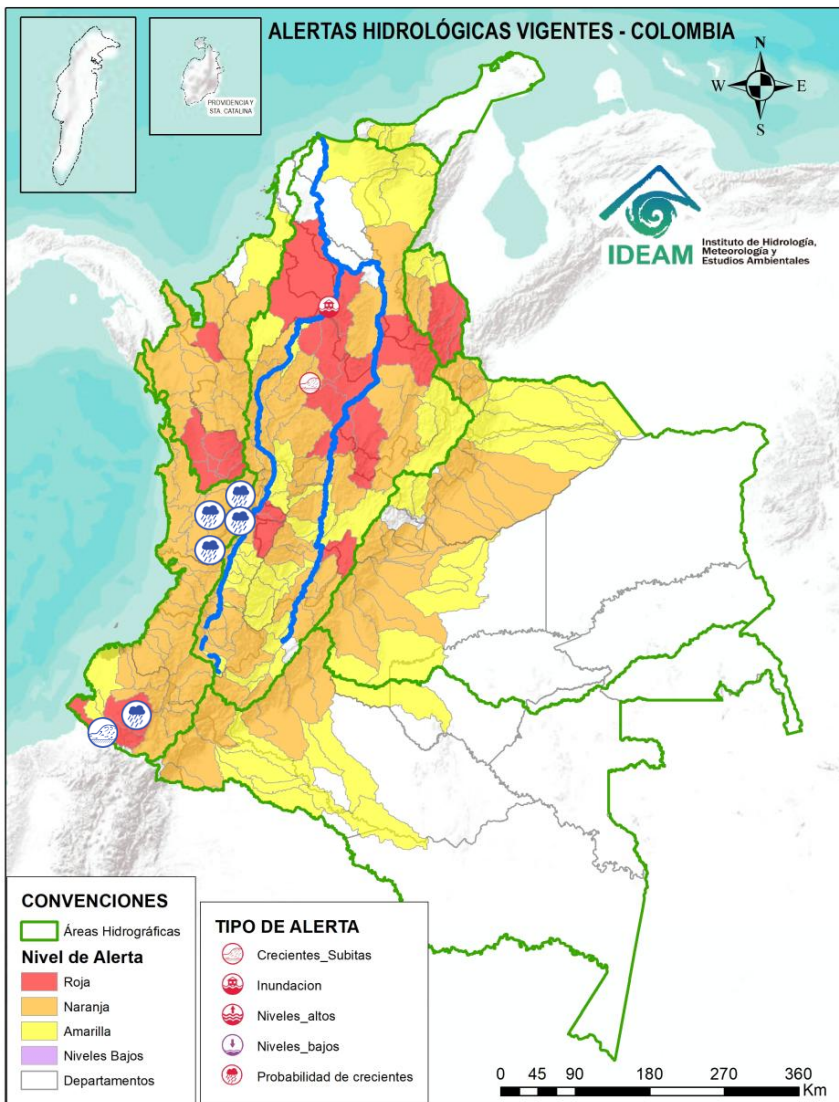 ALERTAS HIDROLÓGICAS VIGENTES - COLOMBIA
PROVIDENCIA Y
STA. CATALINA
N
W
E
S
IDEAM
Instituto de Hidrología,
Meteorología y
Estudios Ambientales
CONVENCIONES
Áreas Hidrográficas
Nivel de Alerta
Roja
Naranja
Amarilla
Niveles Bajos
Departamentos
TIPO DE ALERTA
Crecientes_Subitas
Inundacion
Niveles_altos
Niveles_bajos
Probabilidad de crecientes
0 45 90 180 270 360
Km